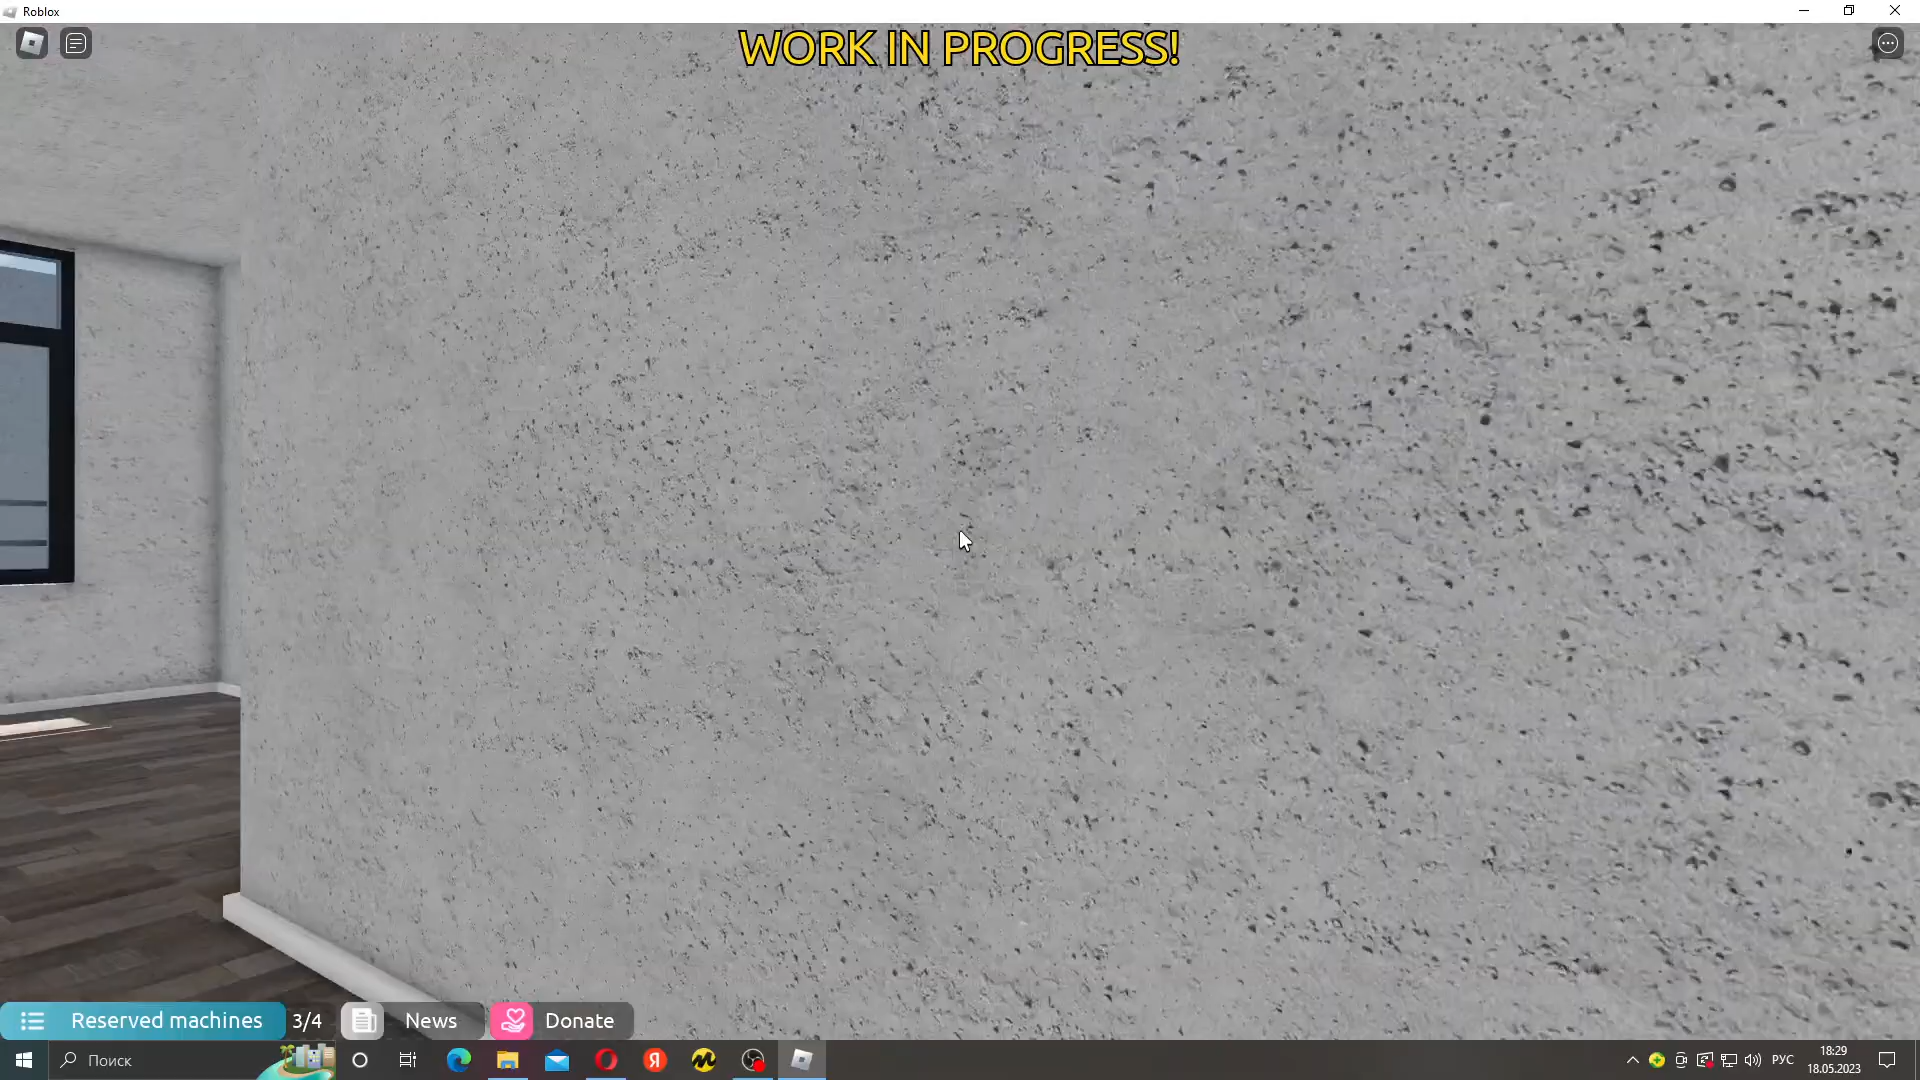 Roblox
WORK IN PROGRESS!
Reserved machines 3/4 News Donate
Поиск
Я
РУС
18:29
18.05.2023